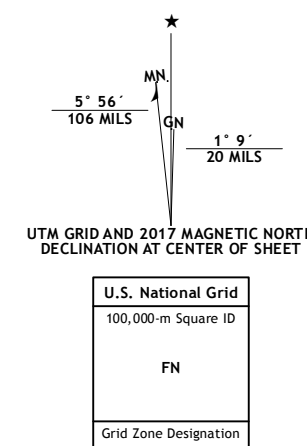 MN.
5° 56´
106 MILS
GN
1° 9´
20 MILS
UTM GRID AND 2017 MAGNETIC NORTH
DECLINATION AT CENTER OF SHEET
U.S. National Grid
100,000-m Square ID
FN
Grid Zone Designation